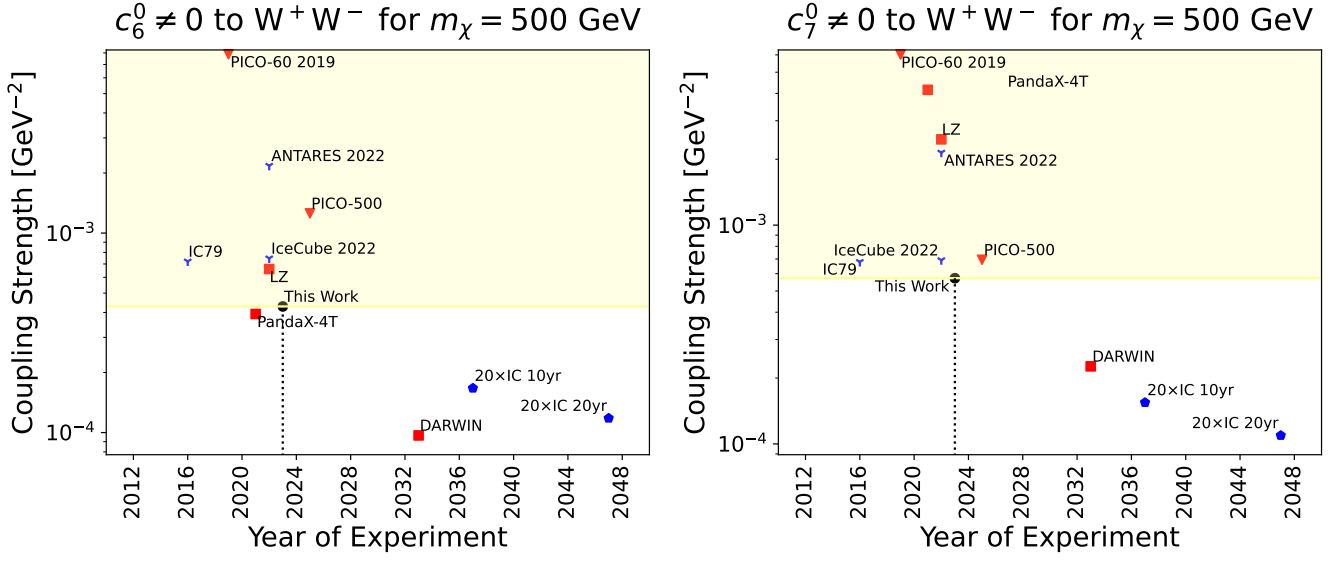 c₆⁰ ≠ 0 to W⁺W⁻ for mᵪ = 500 GeV
Coupling Strength [GeV⁻²]
10⁻³
10⁻⁴
PICO-60 2019
ANTARES 2022
PICO-500
IC79
IceCube 2022
LZ
This Work
PandaX-4T
20×IC 10yr
20×IC 20yr
DARWIN
2012
2016
2020
2024
2028
2032
2036
2040
2044
2048
Year of Experiment
c₇⁰ ≠ 0 to W⁺W⁻ for mᵪ = 500 GeV
Coupling Strength [GeV⁻²]
10⁻³
10⁻⁴
PICO-60 2019
PandaX-4T
LZ
ANTARES 2022
IceCube 2022
PICO-500
IC79
This Work
DARWIN
20×IC 10yr
20×IC 20yr
2012
2016
2020
2024
2028
2032
2036
2040
2044
2048
Year of Experiment